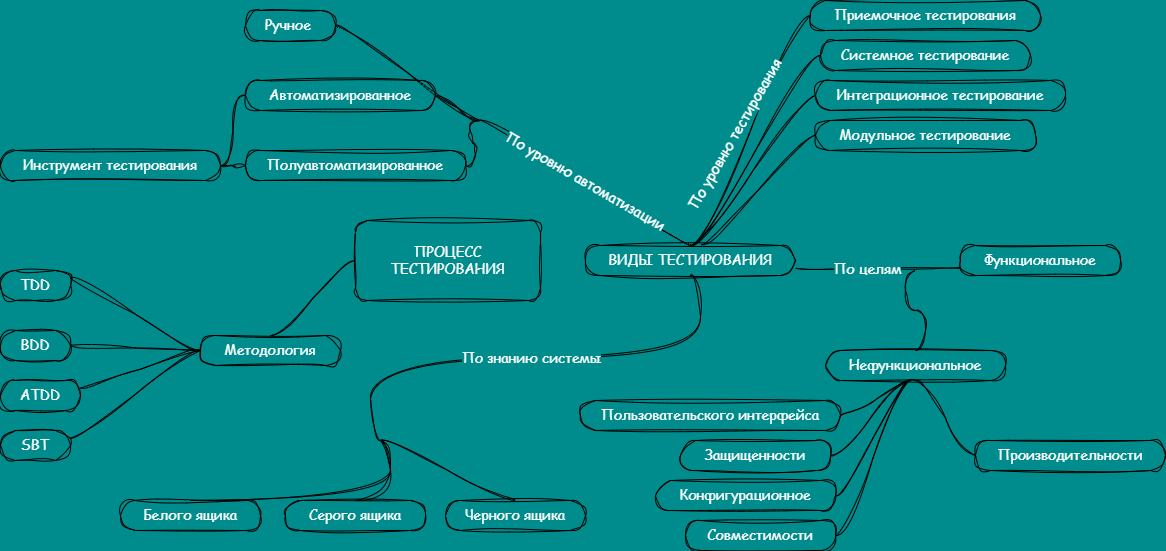 Ручное
Автоматизированное
Инструмент тестирования
Полуавтоматизированное
По уровню автоматизации
По уровню тестирования
Приемочное тестирования
Системное тестирование
Интеграционное тестирование
Модульное тестирование
ПРОЦЕСС
ТЕСТИРОВАНИЯ
ВИДЫ ТЕСТИРОВАНИЯ
По целям
Функциональное
TDD
BDD
ATDD
SBT
Методология
По знанию системы
Нефункциональное
Пользовательского интерфейса
Защищенности
Производительности
Конфигурационное
Совместимости
Белого ящика
Серого ящика
Черного ящика